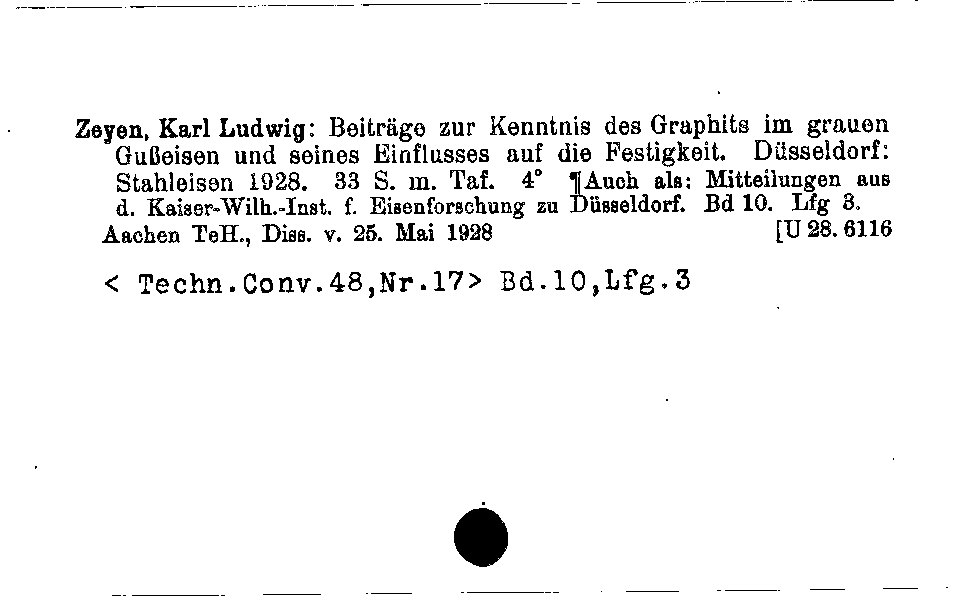 Zeyen, Karl Ludwig: Beiträge zur Kenntnis des Graphits im grauen
Gußeisen und seines Einflusses auf die Festigkeit. Düsseldorf:
Stahleisen 1928. 33 S. m. Taf. 4° ¶Auch als: Mitteilungen aus
d. Kaiser-Wilh.-Inst. f. Eisenforschung zu Düsseldorf. Bd 10. Lfg 3.
Aachen TeH., Diss. v. 25. Mai 1928 [U 28. 6116
< Techn.Conv.48,Nr.17> Bd.10,Lfg.3